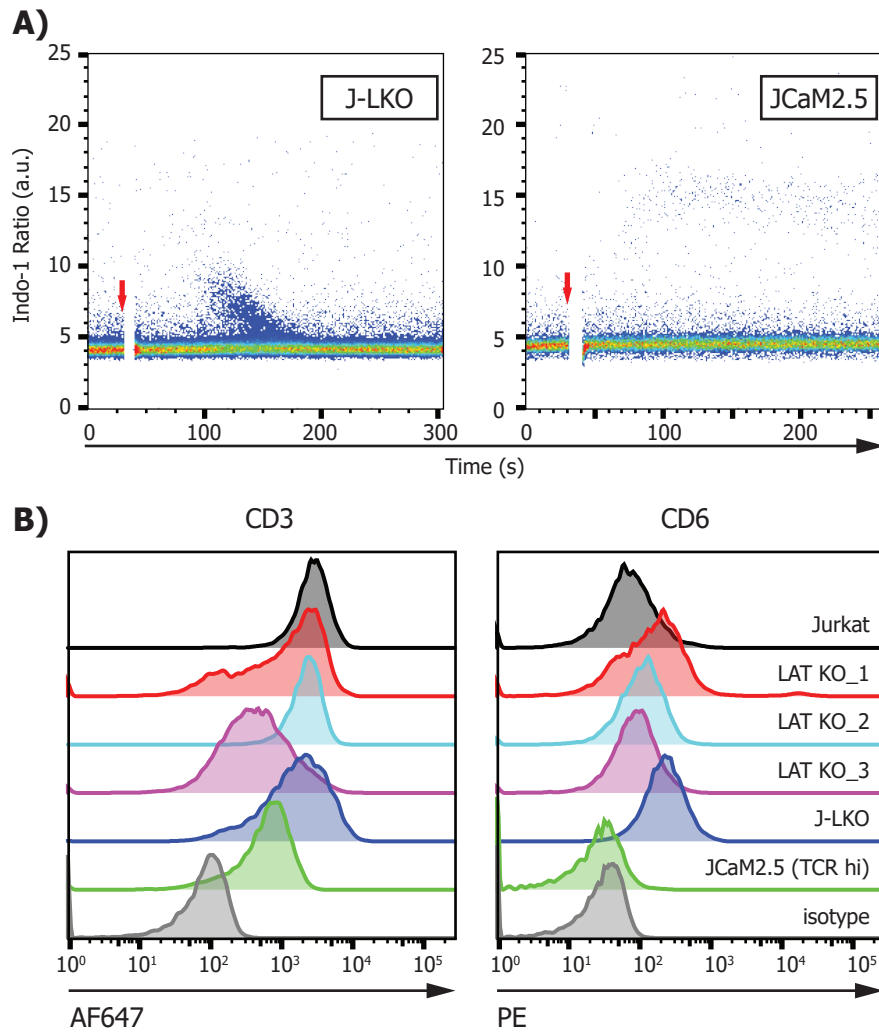 A)
25
20
15
10
5
0
Indo-1 Ratio (a.u.)
J-LKO
0 100 200 300
25
20
15
10
5
0
JCaM2.5
0 100 200
Time (s)
B)
CD3
CD6
Jurkat
LAT KO_1
LAT KO_2
LAT KO_3
J-LKO
JCaM2.5 (TCR hi)
isotype
10⁰ 10¹ 10² 10³ 10⁴ 10⁵
10⁰ 10¹ 10² 10³ 10⁴ 10⁵
AF647
PE